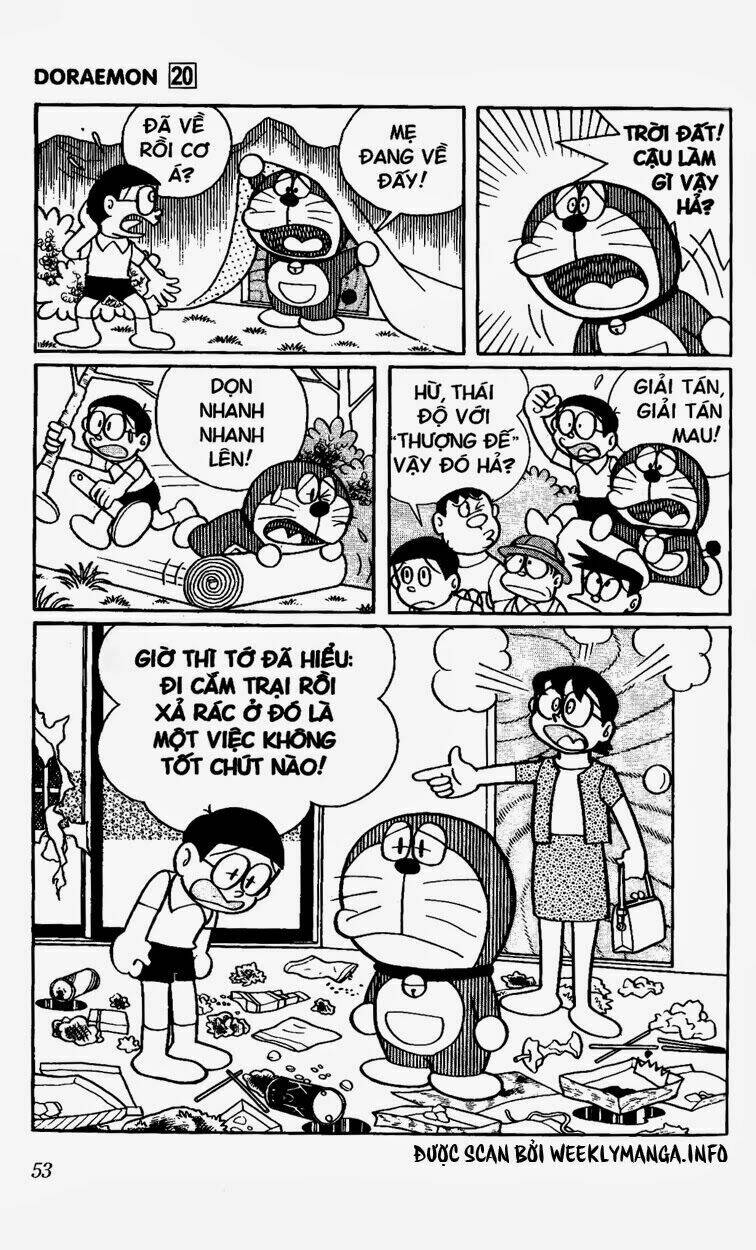 DORAEMON 20
ĐÃ VỀ
RỒI CƠ
Á?
MẸ
ĐANG VỀ
ĐẤY!
TRỜI ĐẤT!
CẬU LÀM
GÌ VẬY
HẢ?
DỌN
NHANH
NHANH
LÊN!
HỪ, THÁI
ĐỘ VỚI
“THƯỢNG ĐẾ”
VẬY ĐÓ HẢ?
GIẢI TÁN,
GIẢI TÁN
MAU!
GIỜ THÌ TỚ ĐÃ HIỂU:
ĐI CẮM TRẠI RỒI
XẢ RÁC Ở ĐÓ LÀ
MỘT VIỆC KHÔNG
TỐT CHÚT NÀO!
ĐƯỢC SCAN BỞI WEEKLYMANGA.INFO
53